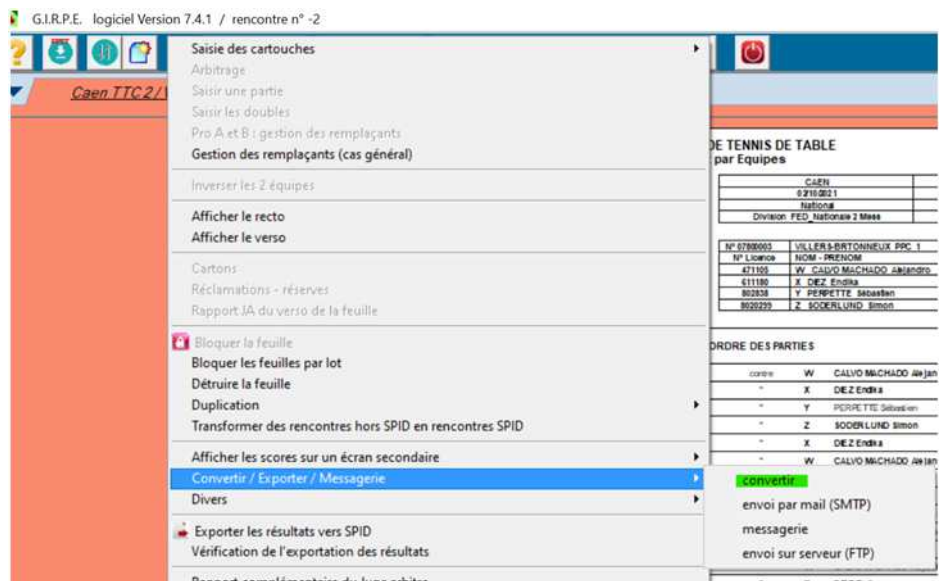 G.I.R.P.E. logiciel Version 7.4.1 / rencontre n° -2
Caen TTC 2 /
Saisie des cartouches
Arbitrage
Saisir une partie
Saisir les doubles
Pro A et B : gestion des remplaçants
Gestion des remplaçants (cas général)
Inverser les 2 équipes
Afficher le recto
Afficher le verso
Cartons
Réclamations - réserves
Rapport JA du verso de la feuille
Bloquer la feuille
Bloquer les feuilles par lot
Détruire la feuille
Duplication
Transformer des rencontres hors SPID en rencontres SPID
Afficher les scores sur un écran secondaire
Convertir / Exporter / Messagerie
Divers
Exporter les résultats vers SPID
Vérification de l'exportation des résultats
convertir
envoi par mail (SMTP)
messagerie
envoi sur serveur (FTP)
DE TENNIS DE TABLE
par Equipes
CAEN
National
Division FED_Nationale 2 Mess
N° 07800003 VILLERS-BRTONNEUX PPC 1
N° Licence NOM - PRENOM
471105 W CALVO MACHADO Alejandro
611180 X DIEZ Endika
802838 Y PERPETTE Sébastien
8020299 Z SODERLUND Simon
ORDRE DES PARTIES
contre W CALVO MACHADO Alejan
" X DIEZ Endika
" Y PERPETTE Sébastien
" Z SODERLUND Simon
" X DIEZ Endika
" W CALVO MACHADO Alejan